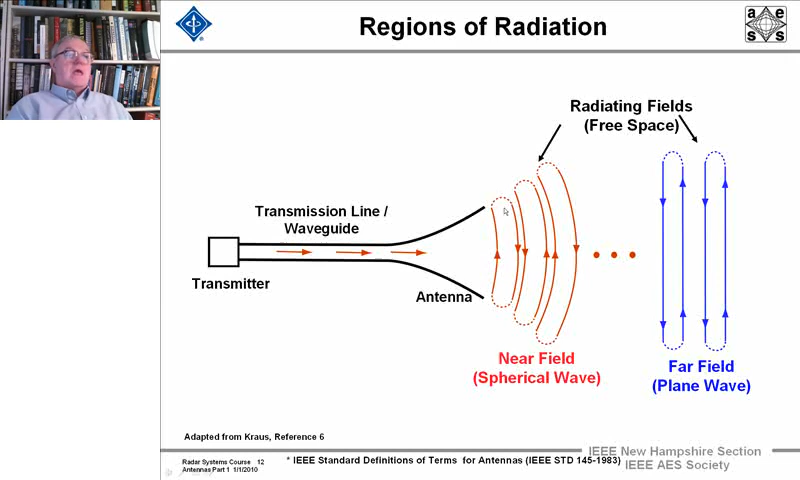 Regions of Radiation
a e
s s
Radiating Fields
(Free Space)
Transmission Line /
Waveguide
Transmitter
Antenna
Near Field
(Spherical Wave)
Far Field
(Plane Wave)
Adapted from Kraus, Reference 6
Radar Systems Course 12
Antennas Part 1 1/1/2010
* IEEE Standard Definitions of Terms for Antennas (IEEE STD 145-1983)
IEEE New Hampshire Section
IEEE AES Society